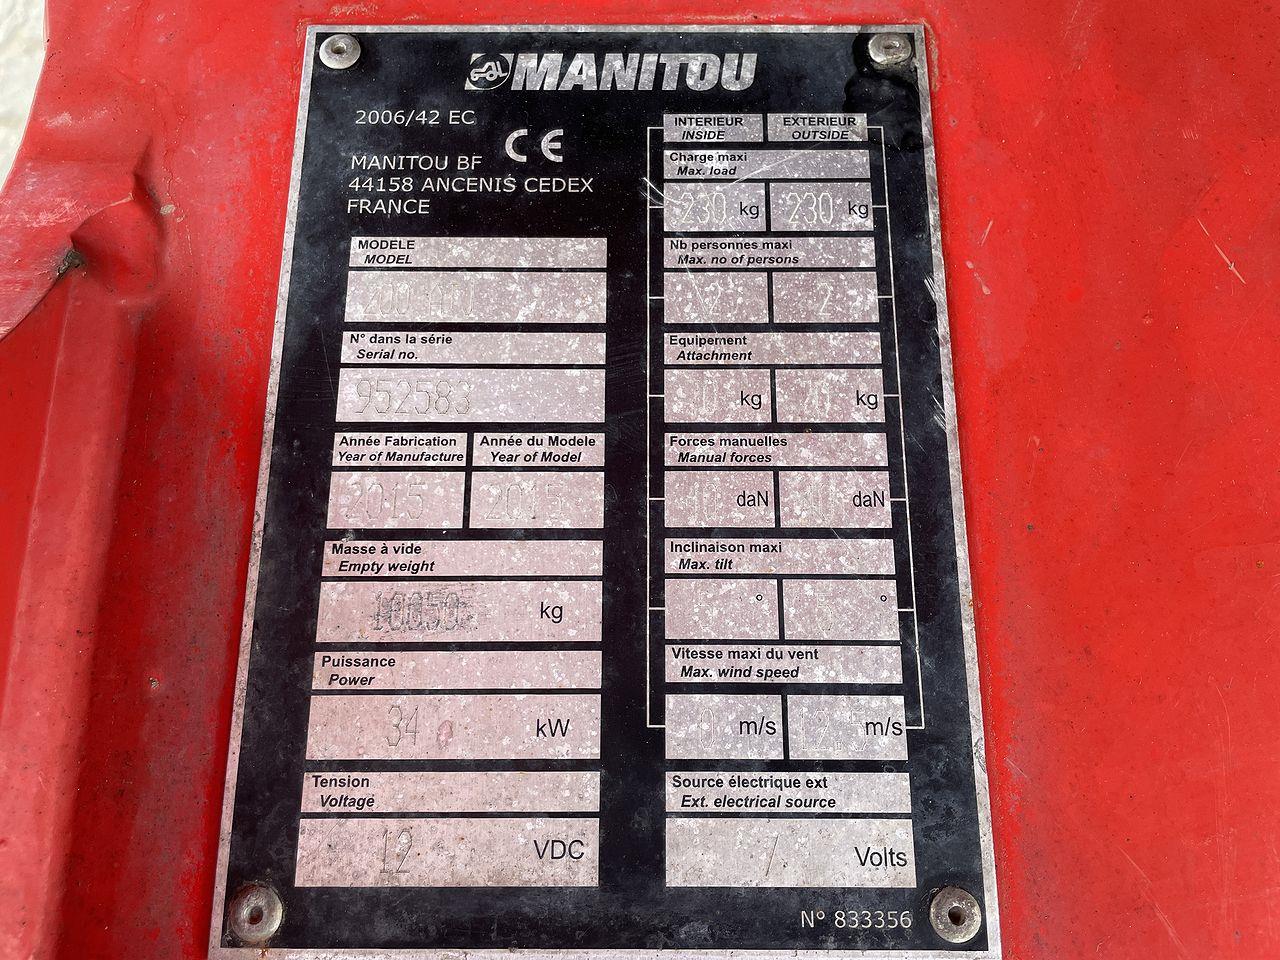 MANITOU
2006/42 EC
CE
MANITOU BF
44158 ANCENIS CEDEX
FRANCE
MODELE
MODEL
N° dans la série
Serial no.
952583
Année Fabrication
Year of Manufacture
2015
Année du Modele
Year of Model
2015
Masse à vide
Empty weight
10050 kg
Puissance
Power
34 kW
Tension
Voltage
12 VDC
INTERIEUR
INSIDE
EXTERIEUR
OUTSIDE
Charge maxi
Max. load
230 kg 230 kg
Nb personnes maxi
Max. no of persons
2 2
Equipement
Attachment
kg kg
Forces manuelles
Manual forces
daN daN
Inclinaison maxi
Max. tilt
° °
Vitesse maxi du vent
Max. wind speed
0 m/s 12.5 m/s
Source électrique ext
Ext. electrical source
/ Volts
N° 833356